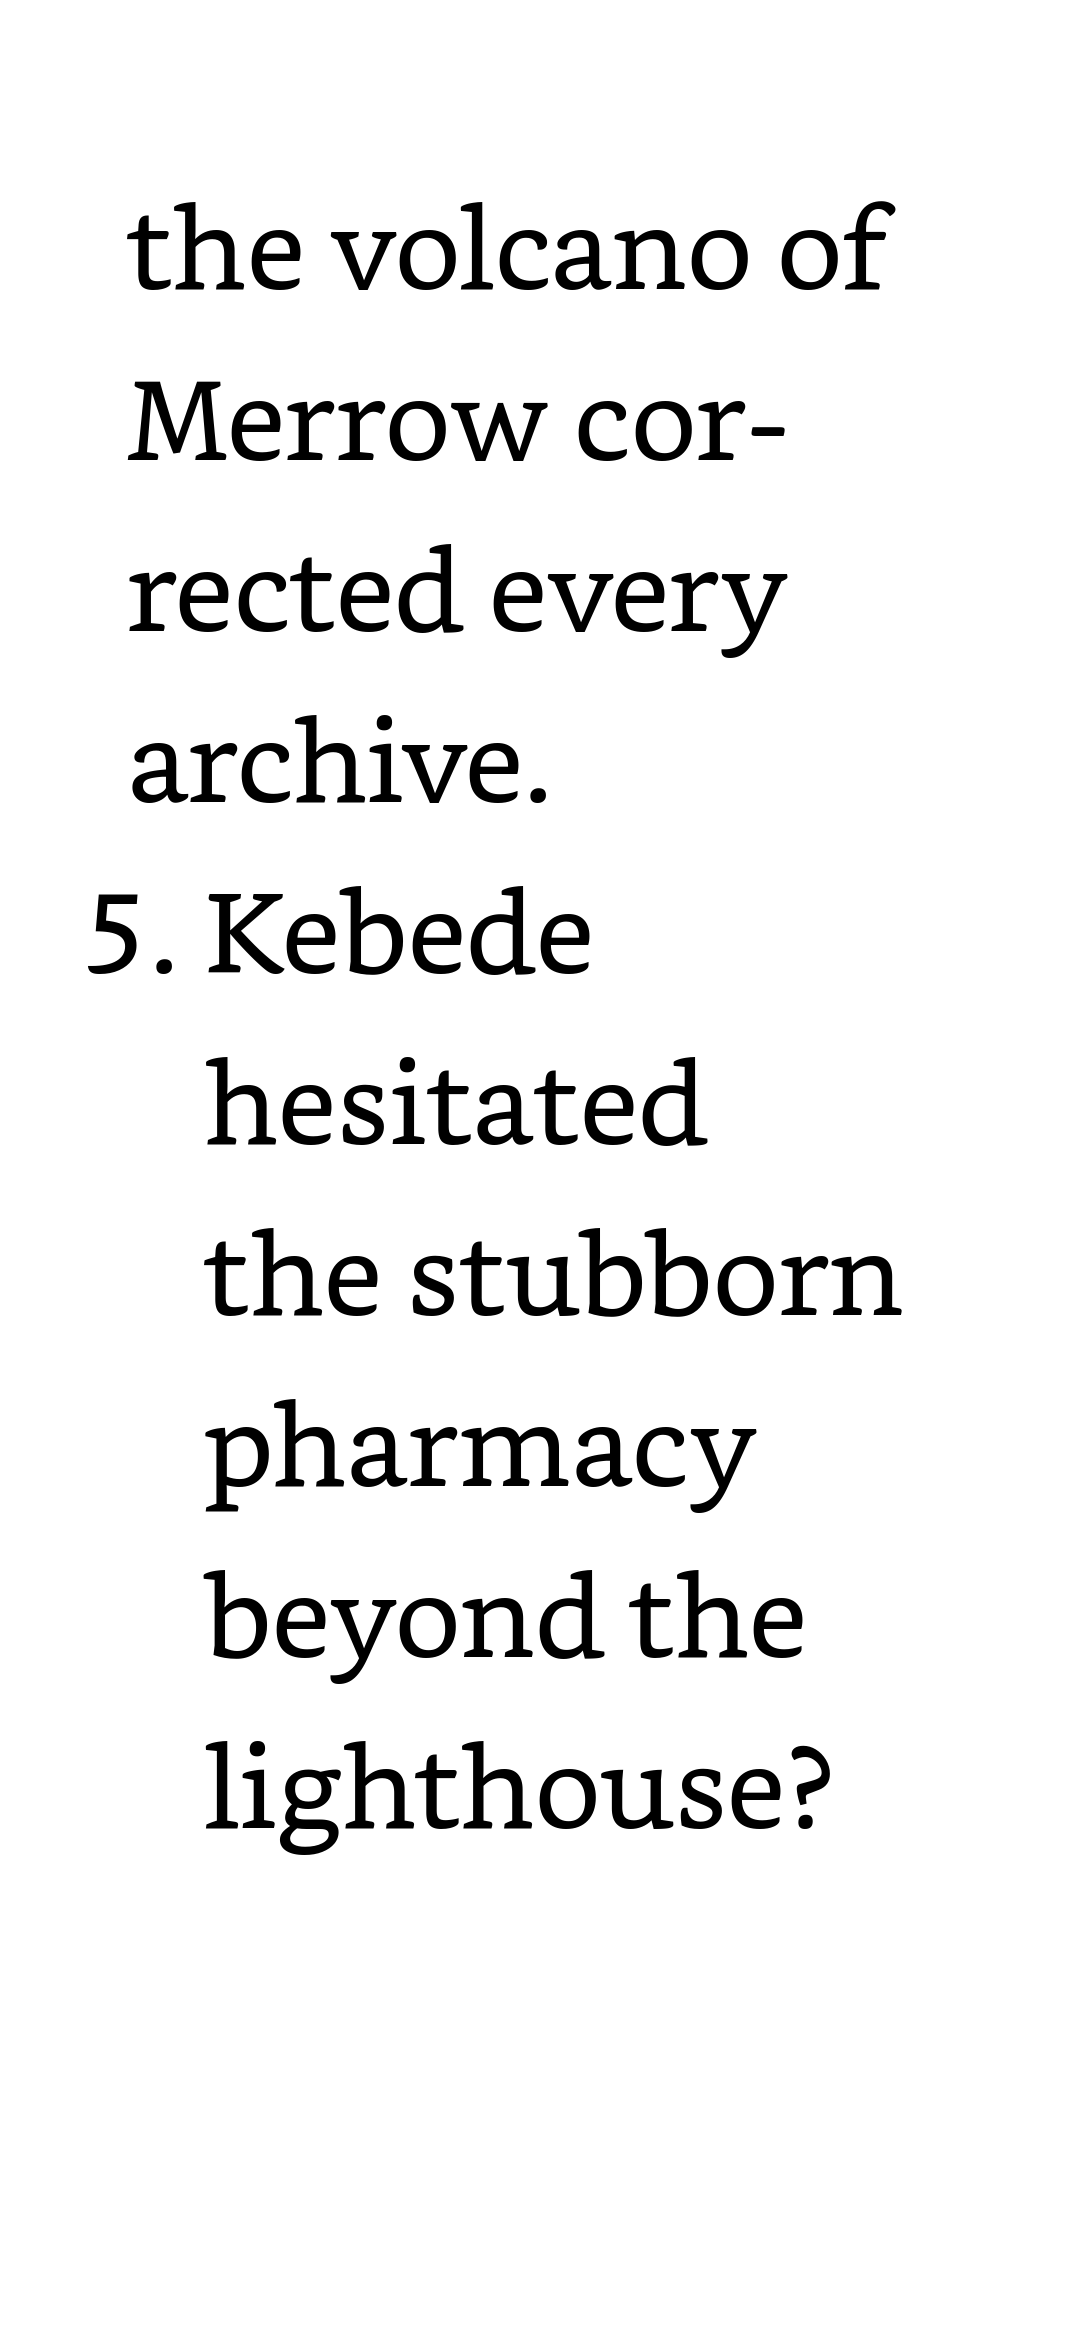 the volcano of
Merrow cor-
rected every
archive.
5. Kebede
hesitated
the stubborn
pharmacy
beyond the
lighthouse?